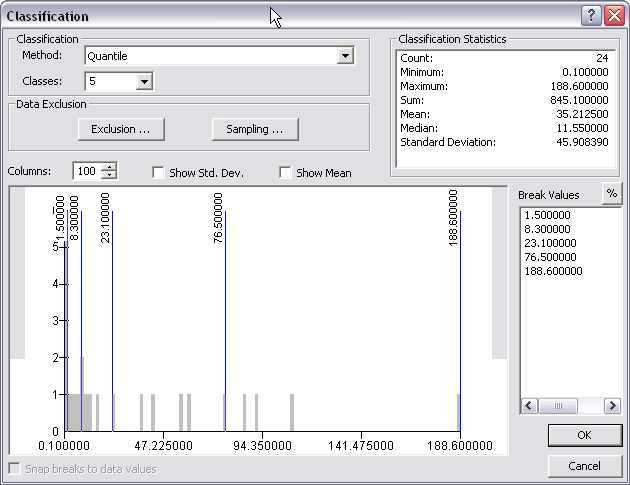 Classification
Classification
Method:
Quantile
Classes:
5
Data Exclusion
Exclusion ...
Sampling ...
Classification Statistics
Count: 24
Minimum: 0.100000
Maximum: 188.600000
Sum: 845.100000
Mean: 35.212500
Median: 11.550000
Standard Deviation: 45.908390
Columns:
100
Show Std. Dev.
Show Mean
Break Values
%
1.500000
8.300000
23.100000
76.500000
188.600000
1.500000
8.300000
23.100000
76.500000
188.600000
5
4
3
2
1
0
0.100000 47.225000 94.350000 141.475000 188.600000
Snap breaks to data values
OK
Cancel